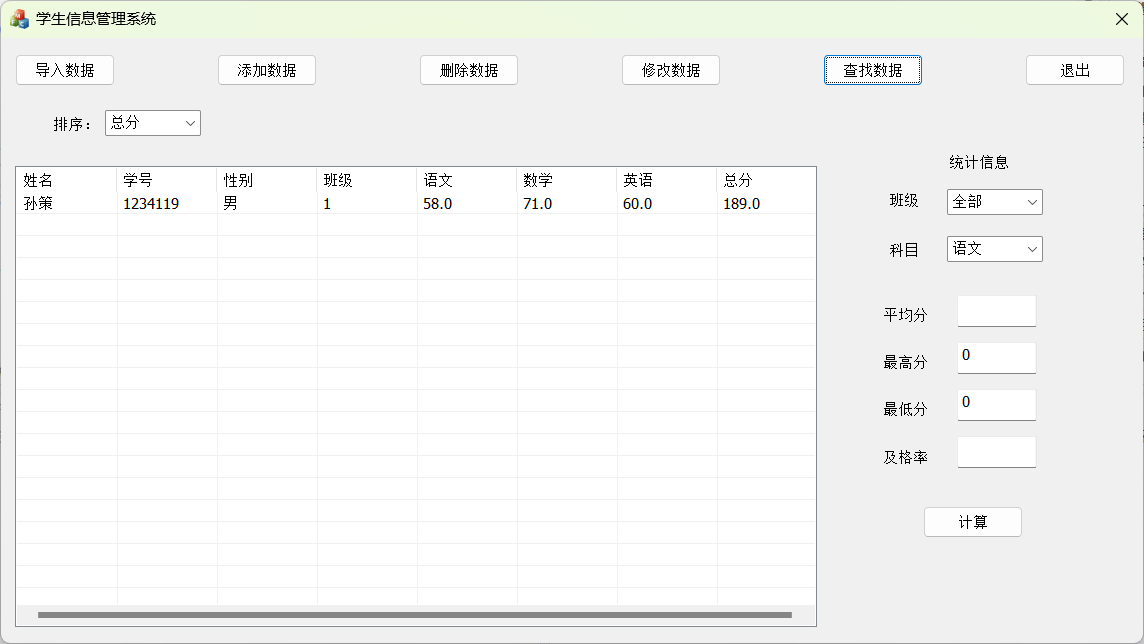 学生信息管理系统
导入数据 添加数据 删除数据 修改数据 查找数据 退出
排序： 总分
姓名 学号 性别 班级 语文 数学 英语 总分
孙策 1234119 男 1 58.0 71.0 60.0 189.0
统计信息
班级 全部
科目 语文
平均分
最高分 0
最低分 0
及格率
计算